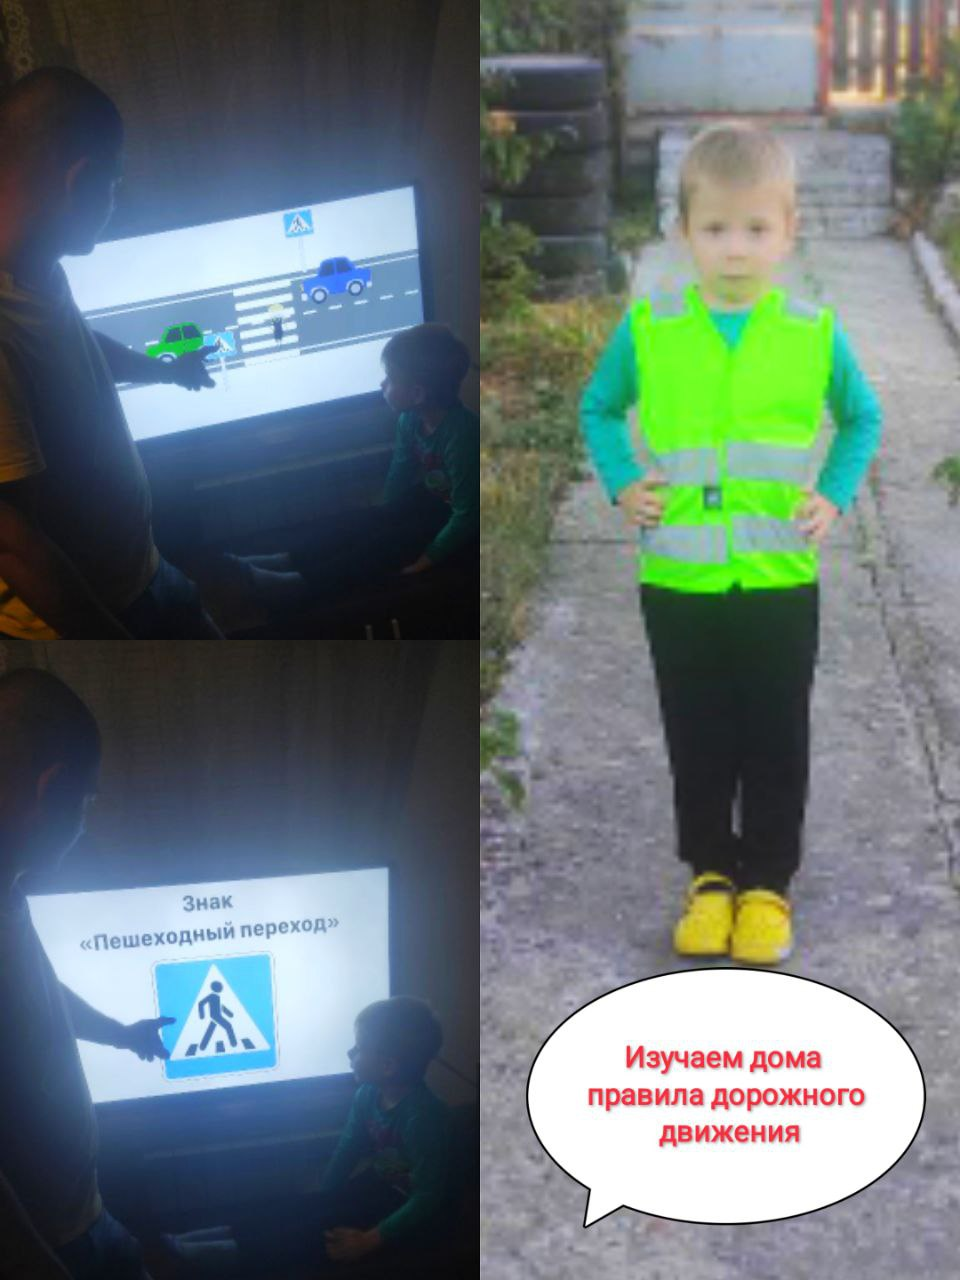 Знак
«Пешеходный переход»
Изучаем дома
правила дорожного
движения